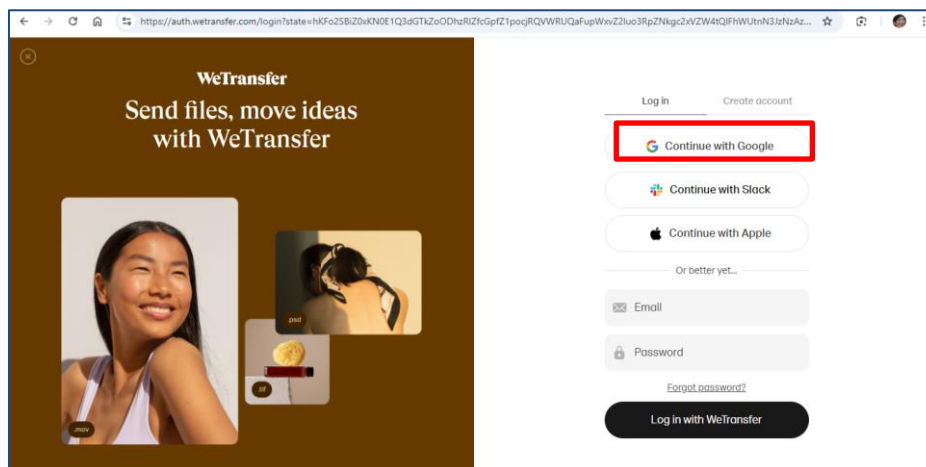 https://auth.wetransfer.com/login?state=
WeTransfer
Send files, move ideas
with WeTransfer
.psd
.tif
.mov
Log in
Create account
Continue with Google
Continue with Slack
Continue with Apple
Or better yet...
Email
Password
Forgot password?
Log in with WeTransfer